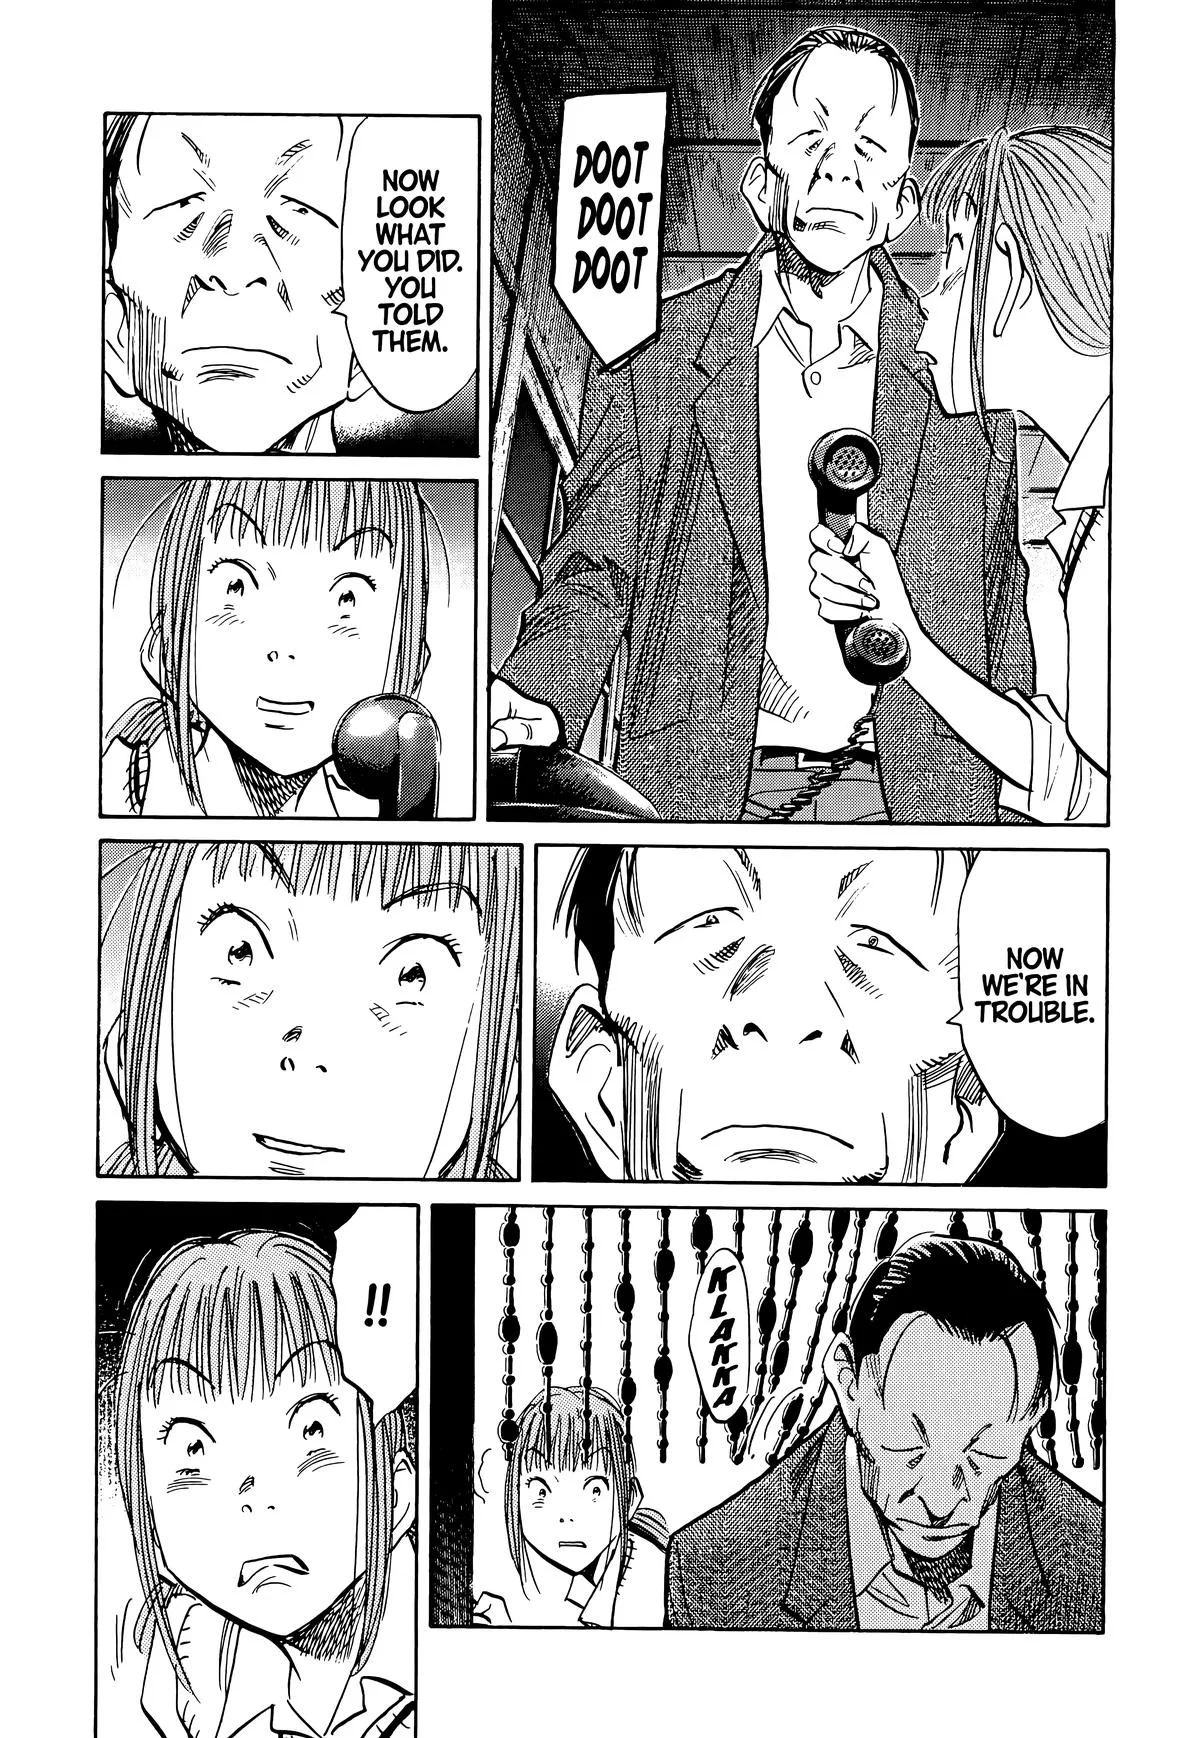 DOOT
DOOT
DOOT
NOW
LOOK
WHAT
YOU DID.
YOU
TOLD
THEM.
NOW
WE'RE IN
TROUBLE.
KLAKKA
!!